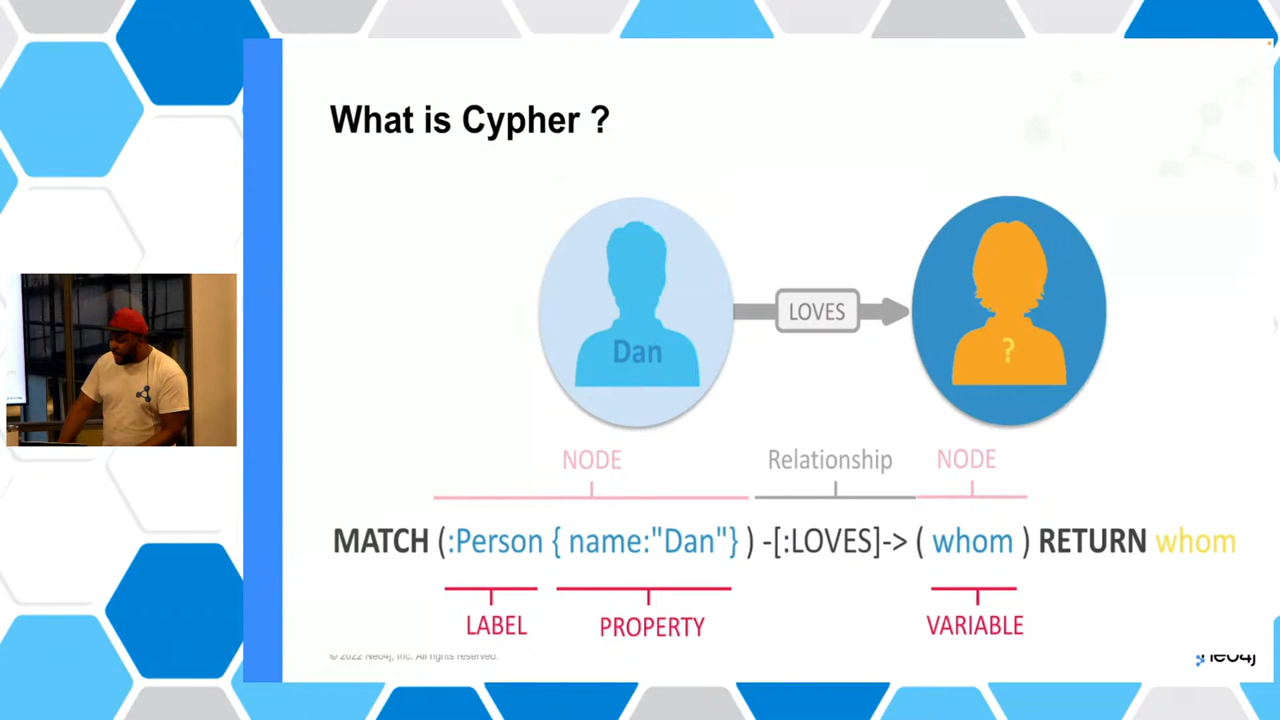 What is Cypher ?
Dan
LOVES
?
NODE
Relationship
NODE
MATCH (:Person { name:"Dan"} ) -[:LOVES]-> ( whom ) RETURN whom
LABEL
PROPERTY
VARIABLE
© 2022 Neo4j, Inc. All rights reserved.
neo4j